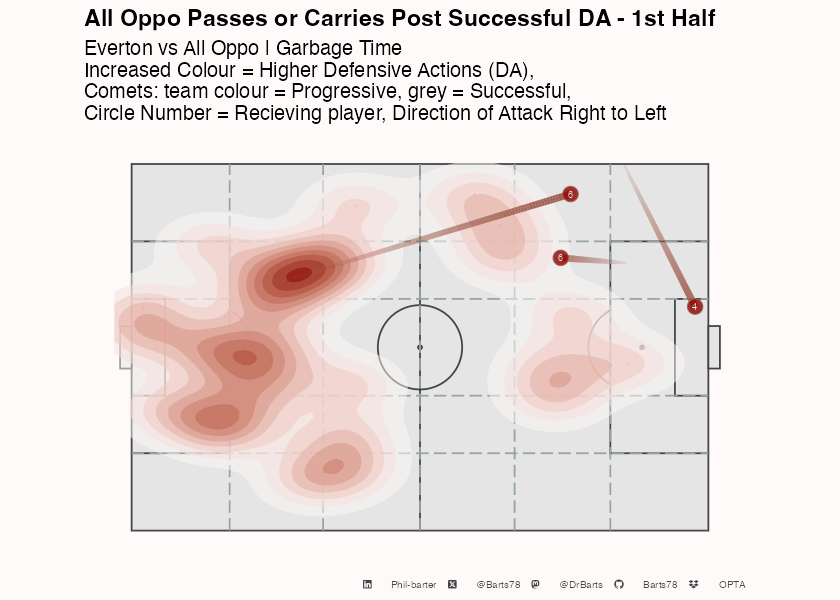 All Oppo Passes or Carries Post Successful DA - 1st Half
Everton vs All Oppo I Garbage Time
Increased Colour = Higher Defensive Actions (DA),
Comets: team colour = Progressive, grey = Successful,
Circle Number = Recieving player, Direction of Attack Right to Left
6
6
4
Phil-barter @Barts78 @DrBarts Barts78 OPTA